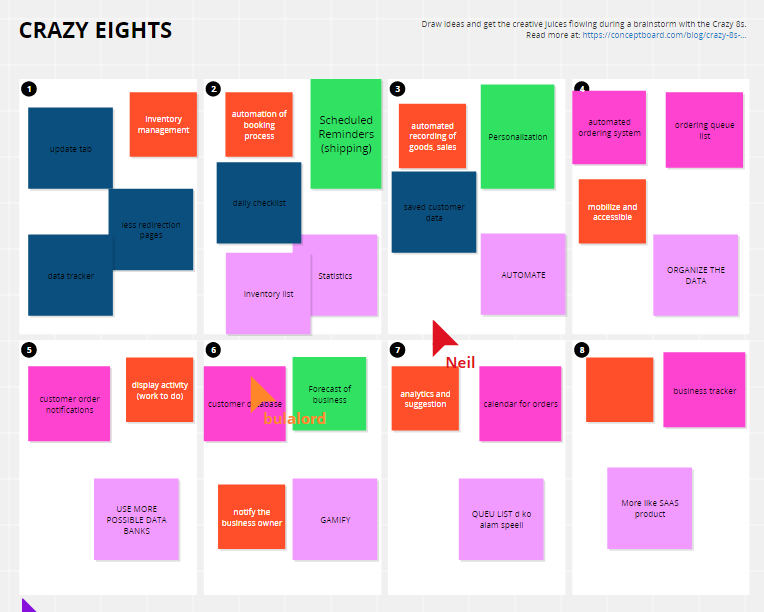 CRAZY EIGHTS
Draw ideas and get the creative juices flowing during a brainstorm with the Crazy 8s.
Read more at: https://conceptboard.com/blog/crazy-8s-...
1
update tab
Inventory
management
less redirection
pages
data tracker
2
automation of
booking
process
Scheduled
Reminders
(shipping)
daily checklist
Statistics
Inventory list
3
automated
recording of
goods, sales
Personalization
saved customer
data
AUTOMATE
4
automated
ordering system
ordering queue
list
mobilize and
accessible
ORGANIZE THE
DATA
5
customer order
notifications
display activity
(work to do)
USE MORE
POSSIBLE DATA
BANKS
6
customer database
Forecast of
business
bulalord
notify the
business owner
GAMIFY
7
Neil
analytics and
suggestion
calendar for orders
QUEU LIST d ko
alam speell
8
business tracker
More like SAAS
product